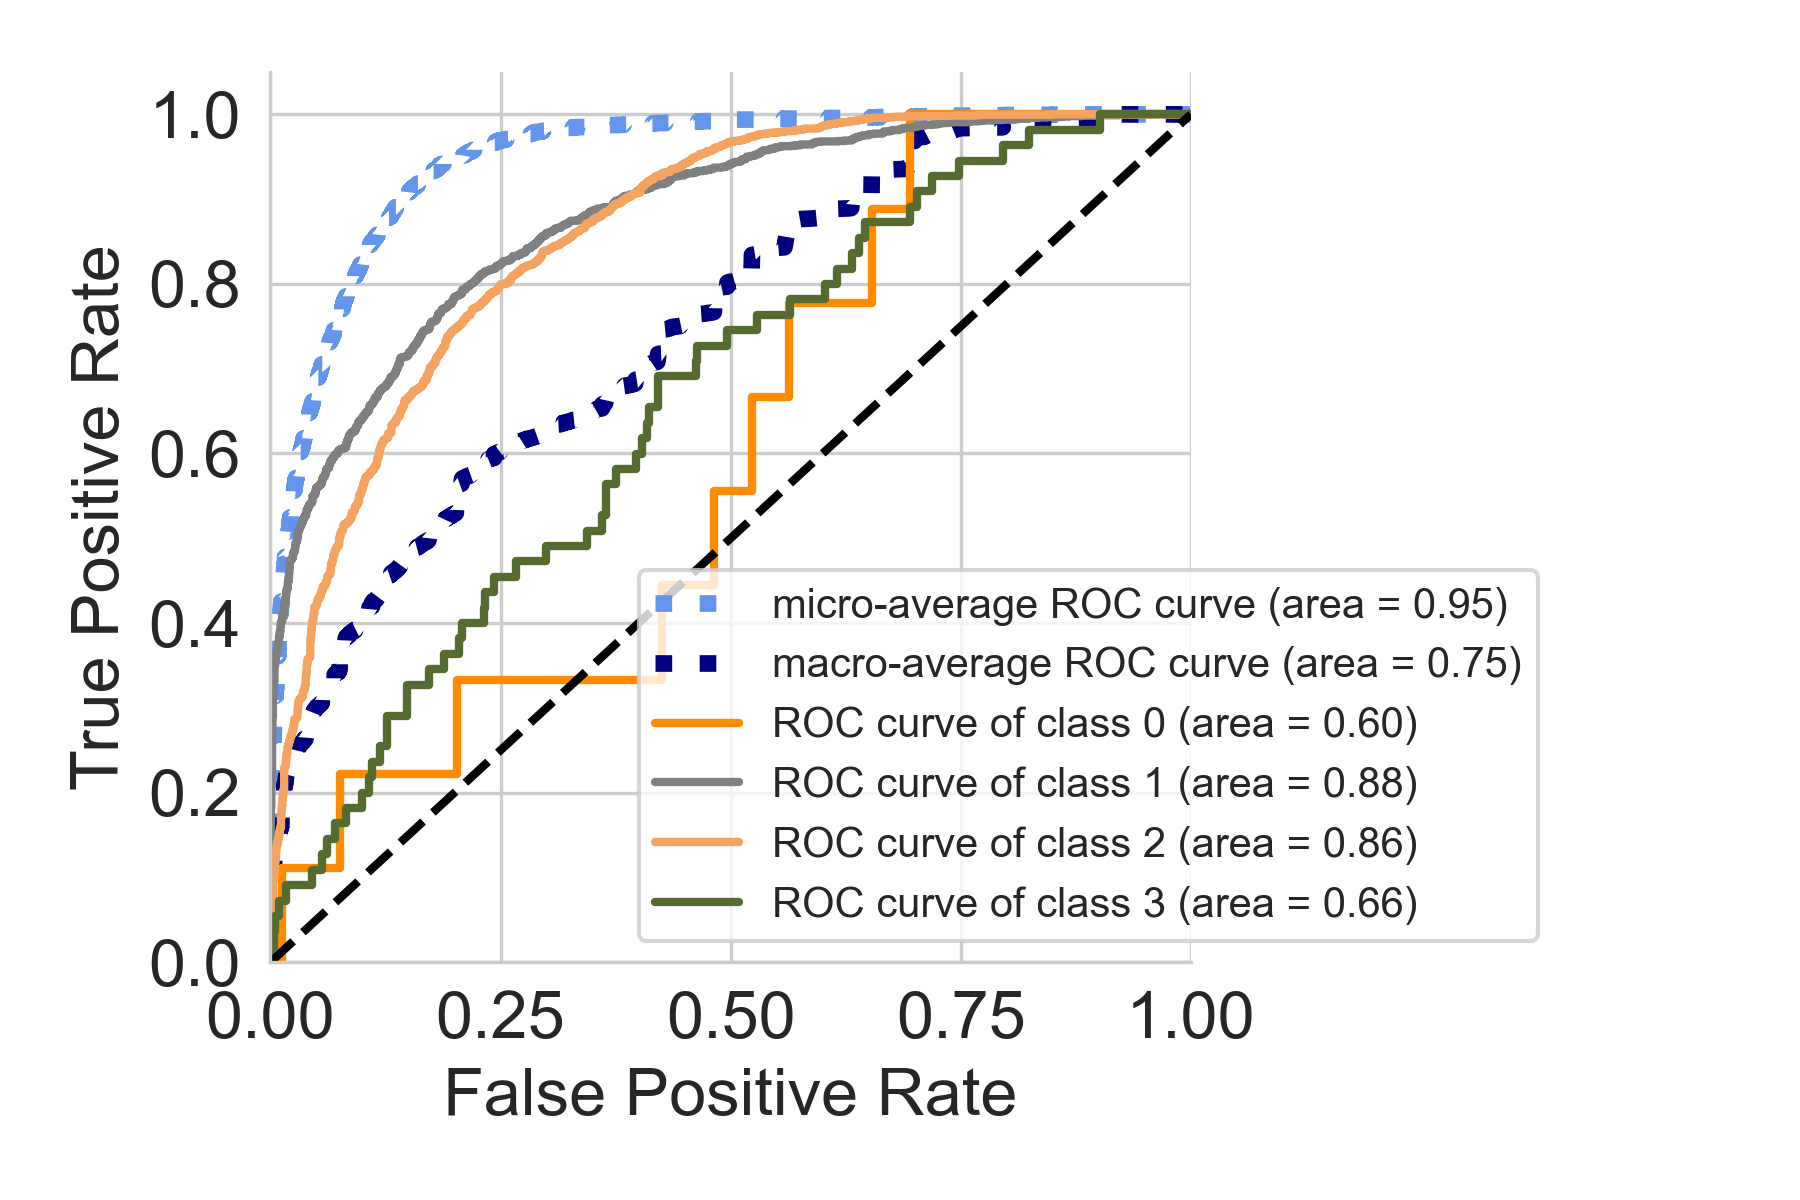 True Positive Rate
1.0
0.8
0.6
0.4
0.2
0.0
0.00 0.25 0.50 0.75 1.00
False Positive Rate
micro-average ROC curve (area = 0.95)
macro-average ROC curve (area = 0.75)
ROC curve of class 0 (area = 0.60)
ROC curve of class 1 (area = 0.88)
ROC curve of class 2 (area = 0.86)
ROC curve of class 3 (area = 0.66)